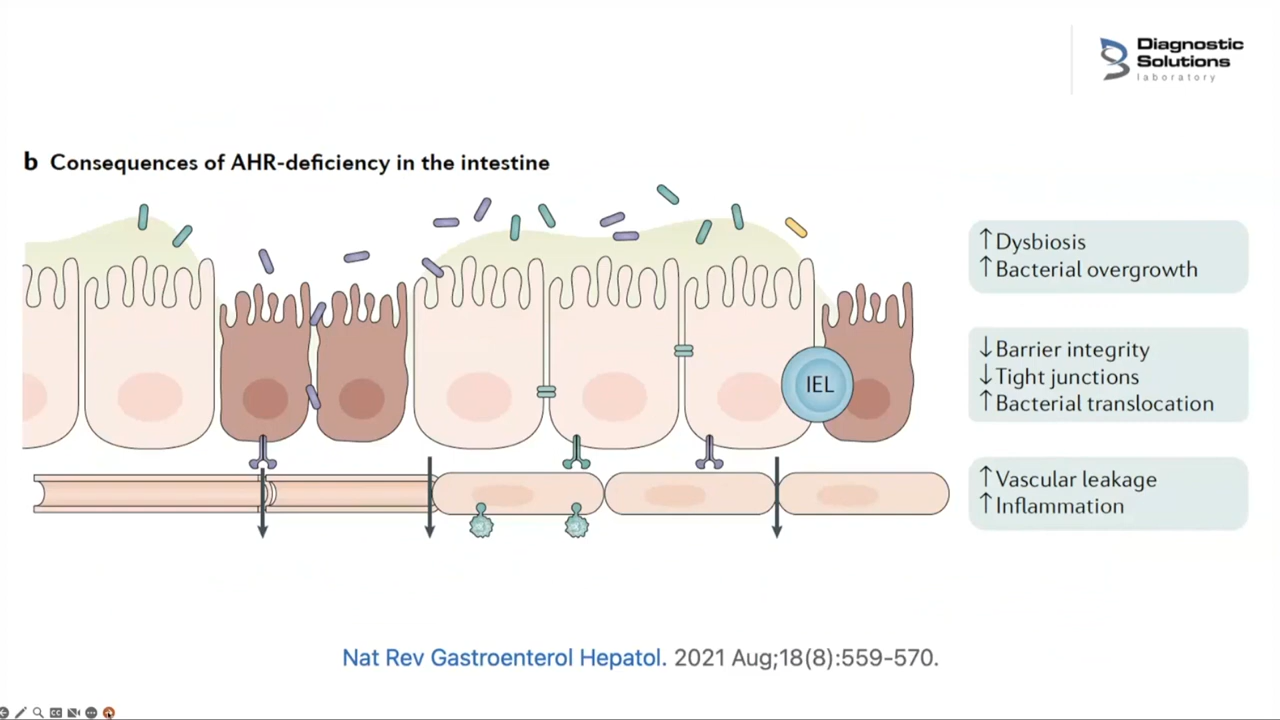 Diagnostic
Solutions
laboratory
b Consequences of AHR-deficiency in the intestine
↑Dysbiosis
↑Bacterial overgrowth
↓Barrier integrity
↓Tight junctions
↑Bacterial translocation
IEL
↑Vascular leakage
↑Inflammation
Nat Rev Gastroenterol Hepatol. 2021 Aug;18(8):559-570.
CC